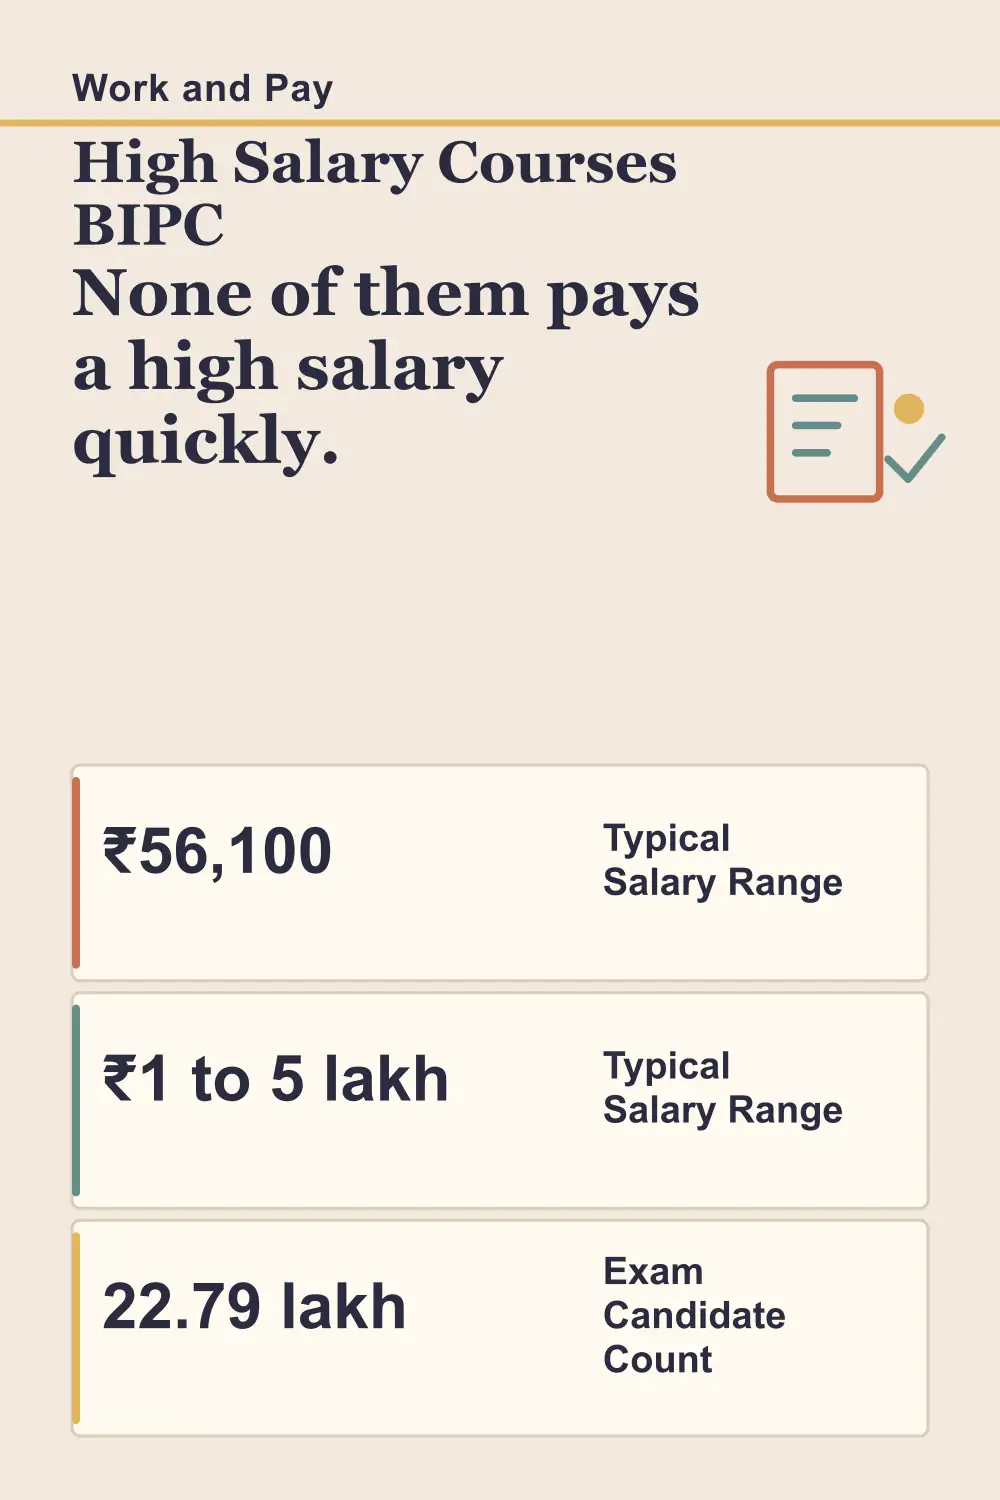 Work and Pay
High Salary Courses
BIPC
None of them pays
a high salary
quickly.
₹56,100
Typical
Salary Range
₹1 to 5 lakh
Typical
Salary Range
22.79 lakh
Exam
Candidate
Count